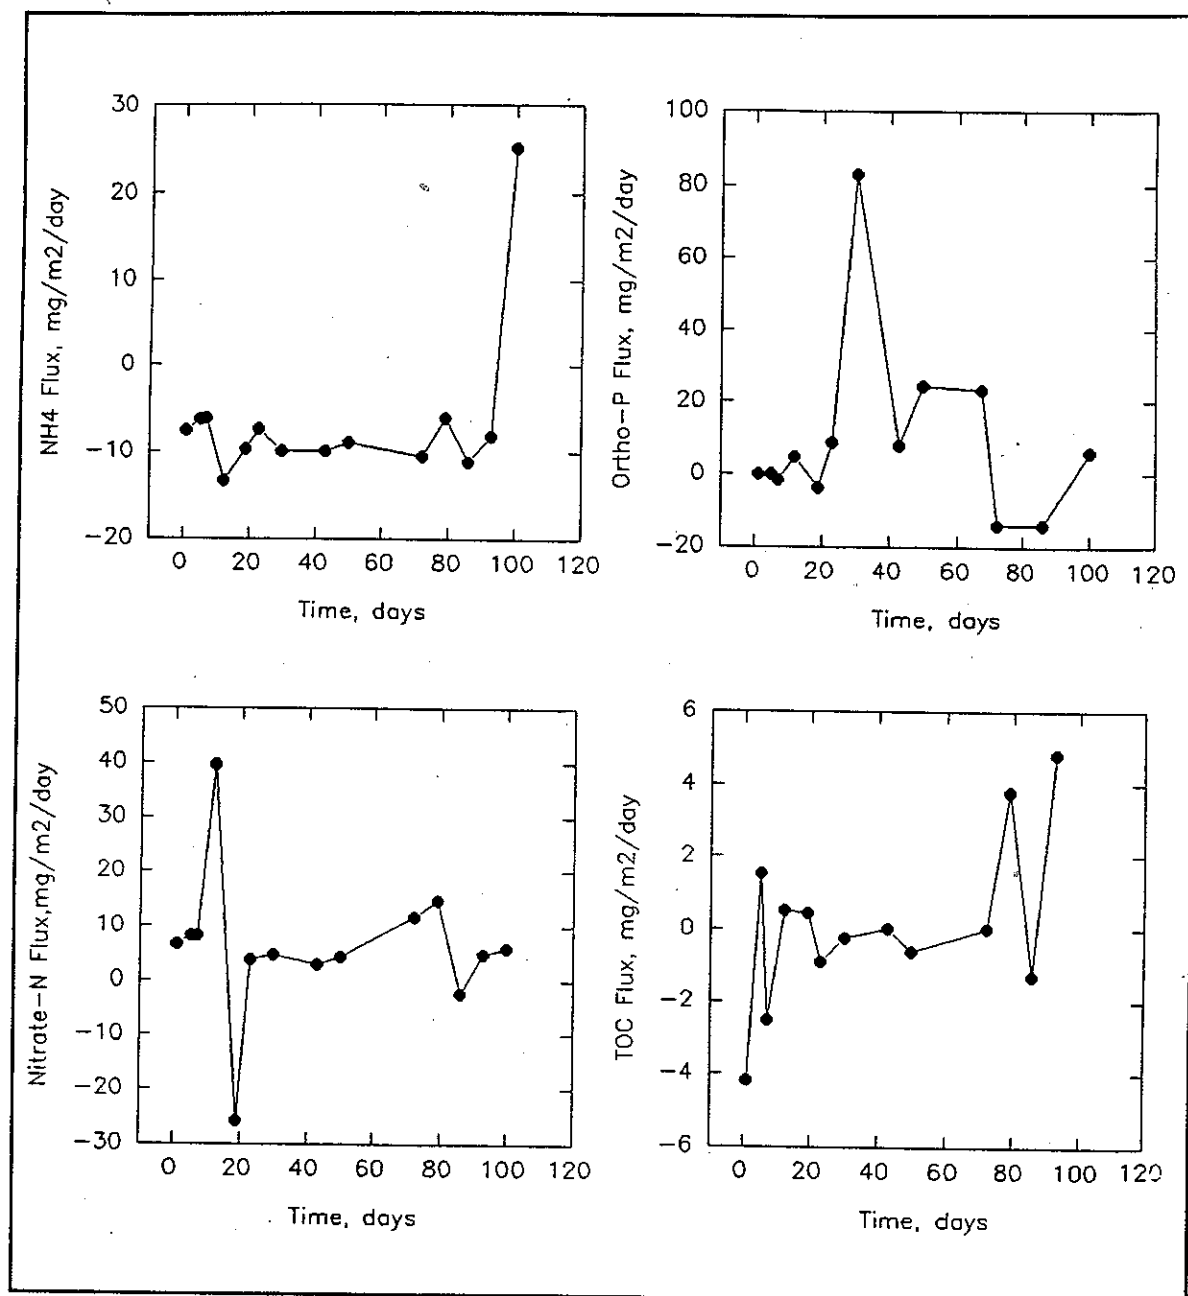 NH4 Flux, mg/m2/day
30
20
10
0
−10
−20
0 20 40 60 80 100 120
Time, days
Ortho−P Flux, mg/m2/day
100
80
60
40
20
0
−20
0 20 40 60 80 100 120
Time, days
Nitrate−N Flux,mg/m2/day
50
40
30
20
10
0
−10
−20
−30
0 20 40 60 80 100 120
Time, days
TOC Flux, mg/m2/day
6
4
2
0
−2
−4
−6
0 20 40 60 80 100 120
Time, days